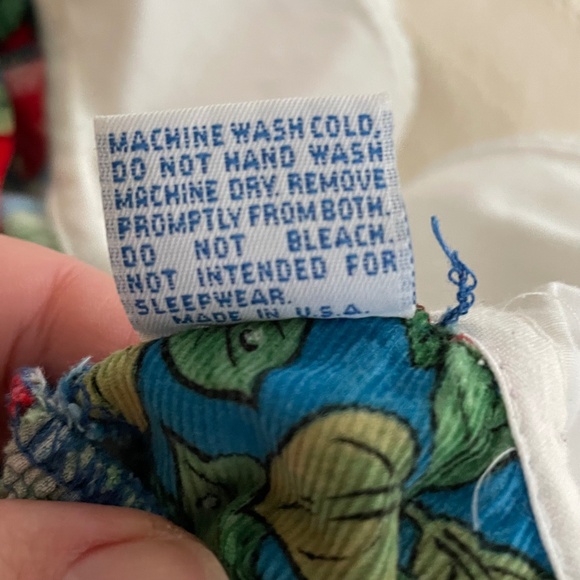 MACHINE WASH COLD.
DO NOT HAND WASH
MACHINE DRY. REMOVE
PROMPTLY FROM BOTH.
DO NOT BLEACH.
NOT INTENDED FOR
SLEEPWEAR.
MADE IN U.S.A.